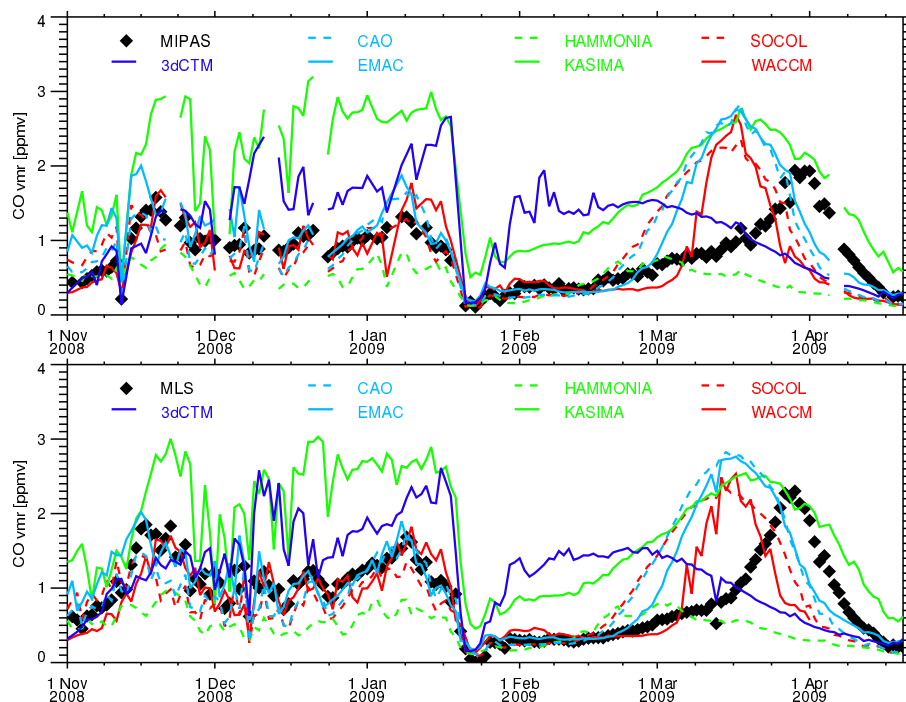 4
MIPAS CAO HAMMONIA SOCOL
3dCTM EMAC KASIMA WACCM
3
CO vmr [ppmv]
2
1
0
1 Nov 1 Dec 1 Jan 1 Feb 1 Mar 1 Apr
2008 2008 2009 2009 2009 2009
4
MLS CAO HAMMONIA SOCOL
3dCTM EMAC KASIMA WACCM
3
CO vmr [ppmv]
2
1
0
1 Nov 1 Dec 1 Jan 1 Feb 1 Mar 1 Apr
2008 2008 2009 2009 2009 2009